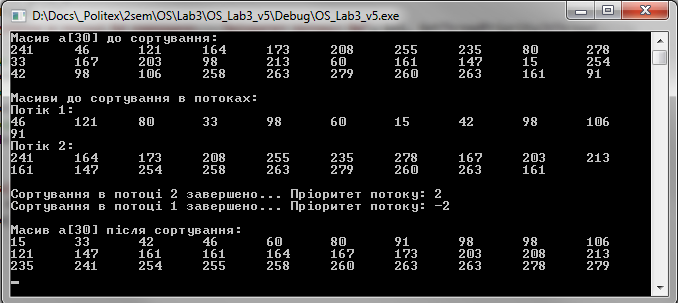 D:\Docs\_Politex\2sem\OS\Lab3\OS_Lab3_v5\Debug\OS_Lab3_v5.exe
Масив a[30] до сортування:
241 46 121 164 173 208 255 235 80 278
33 167 203 98 213 60 161 147 15 254
42 98 106 258 263 279 260 263 161 91
Масиви до сортування в потоках:
Потік 1:
46 121 80 33 98 60 15 42 98 106
91
Потік 2:
241 164 173 208 255 235 278 167 203 213
161 147 254 258 263 279 260 263 161
Сортування в потоці 2 завершено... Пріоритет потоку: 2
Сортування в потоці 1 завершено... Пріоритет потоку: -2
Масив a[30] після сортування:
15 33 42 46 60 80 91 98 98 106
121 147 161 161 164 167 173 203 208 213
235 241 254 255 258 260 263 263 278 279